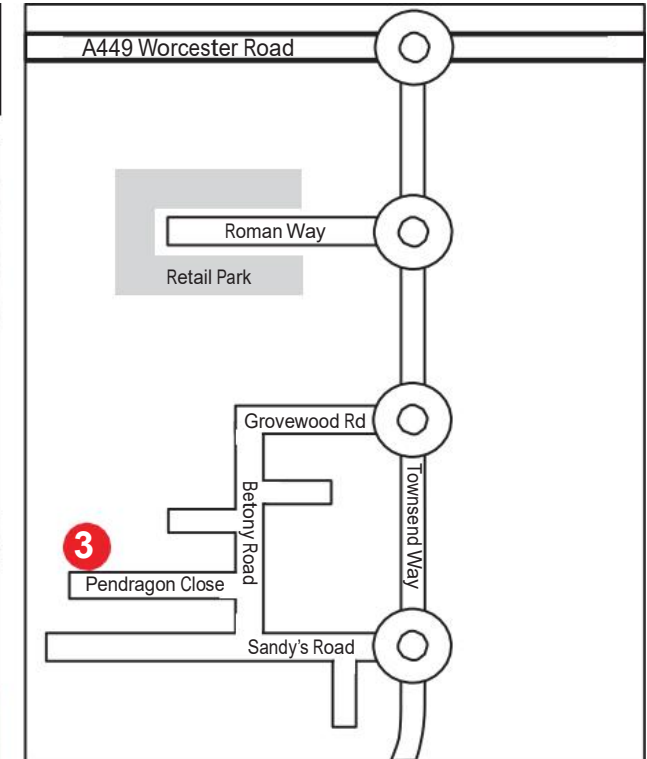 A449 Worcester Road
Roman Way
Retail Park
Grovewood Rd
Betony Road
Townsend Way
3
Pendragon Close
Sandy's Road